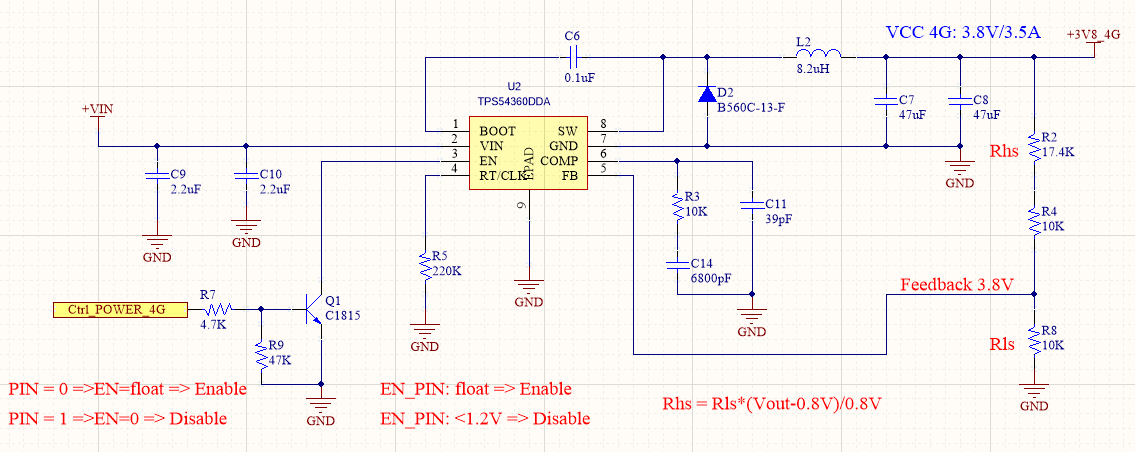 VCC 4G: 3.8V/3.5A
+3V8_4G
C6
0.1uF
L2
8.2uH
U2
TPS54360DDA
D2
B560C-13-F
C7
47uF
C8
47uF
+VIN
1
BOOT
SW
8
2
VIN
GND
7
3
EN
COMP
6
4
RT/CLK
FB
5
EPAD
9
C9
2.2uF
C10
2.2uF
GND
GND
R2
17.4K
Rhs
GND
R3
10K
C11
39pF
R4
10K
R5
220K
C14
6800pF
GND
GND
GND
Feedback 3.8V
Ctrl_POWER_4G
R7
4.7K
Q1
C1815
R9
47K
GND
R8
10K
Rls
GND
PIN = 0 =>EN=float => Enable
PIN = 1 =>EN=0 => Disable
EN_PIN: float => Enable
EN_PIN: <1.2V => Disable
Rhs = Rls*(Vout-0.8V)/0.8V